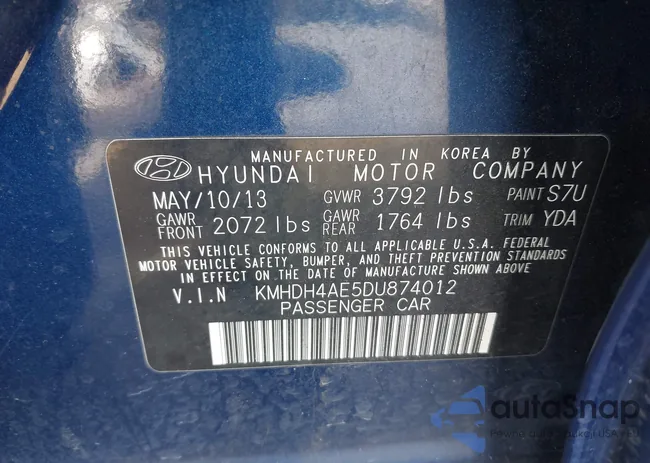 MANUFACTURED IN KOREA BY
HYUNDAI MOTOR COMPANY
MAY/10/13 GVWR 3792 lbs PAINT S7U
GAWR FRONT 2072 lbs GAWR REAR 1764 lbs TRIM YDA
THIS VEHICLE CONFORMS TO ALL APPLICABLE U.S.A. FEDERAL
MOTOR VEHICLE SAFETY, BUMPER, AND THEFT PREVENTION STANDARDS
IN EFFECT ON THE DATE OF MANUFACTURE SHOWN ABOVE
V.I.N KMHDH4AE5DU874012
PASSENGER CAR
autoSnap